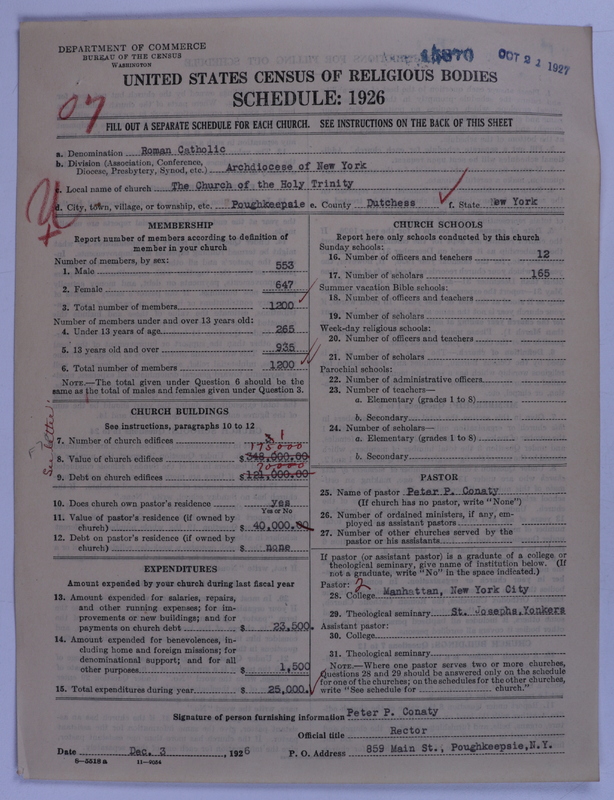 DEPARTMENT OF COMMERCE
BUREAU OF THE CENSUS
WASHINGTON
15870
OCT 21 1927
UNITED STATES CENSUS OF RELIGIOUS BODIES
SCHEDULE: 1926
07
FILL OUT A SEPARATE SCHEDULE FOR EACH CHURCH. SEE INSTRUCTIONS ON THE BACK OF THIS SHEET
a. Denomination Roman Catholic
b. Division (Association, Conference, Diocese, Presbytery, Synod, etc.) Archdiocese of New York
c. Local name of church The Church of the Holy Trinity
d. City, town, village, or township, etc. Poughkeepsie e. County Dutchess f. State New York
MEMBERSHIP
Report number of members according to definition of member in your church
Number of members, by sex:
1. Male 553
2. Female 647
3. Total number of members 1200
Number of members under and over 13 years old:
4. Under 13 years of age 265
5. 13 years old and over 935
6. Total number of members 1200
NOTE.—The total given under Question 6 should be the same as the total of males and females given under Question 3.
CHURCH BUILDINGS
See instructions, paragraphs 10 to 12
See letter
7. Number of church edifices 1
175000
8. Value of church edifices $348,000.00
70000
9. Debt on church edifices $121,000.00
10. Does church own pastor's residence yes
Yes or No
11. Value of pastor's residence (if owned by church) $40,000.00
12. Debt on pastor's residence (if owned by church) $ none
EXPENDITURES
Amount expended by your church during last fiscal year
13. Amount expended for salaries, repairs, and other running expenses; for improvements or new buildings; and for payments on church debt $23,500.
14. Amount expended for benevolences, including home and foreign missions; for denominational support; and for all other purposes $1,500
15. Total expenditures during year $25,000.
CHURCH SCHOOLS
Report here only schools conducted by this church
Sunday schools:
16. Number of officers and teachers 12
17. Number of scholars 165
Summer vacation Bible schools:
18. Number of officers and teachers
19. Number of scholars
Week-day religious schools:
20. Number of officers and teachers
21. Number of scholars
Parochial schools:
22. Number of administrative officers
23. Number of teachers—
a. Elementary (grades 1 to 8)
b. Secondary
24. Number of scholars—
a. Elementary (grades 1 to 8)
b. Secondary
PASTOR
25. Name of pastor Peter P. Conaty
(If church has no pastor, write "None")
26. Number of ordained ministers, if any, employed as assistant pastors
27. Number of other churches served by the pastor or his assistants
If pastor (or assistant pastor) is a graduate of a college or theological seminary, give name of institution below. (If not a graduate, write "No" in the space indicated.)
Pastor: 2
28. College Manhattan, New York City
29. Theological seminary St. Josephs, Yonkers
Assistant pastor:
30. College
31. Theological seminary
NOTE.—Where one pastor serves two or more churches, Questions 28 and 29 should be answered only on the schedule for one of the churches; on the schedules for the other churches, write "See schedule for church."
Signature of person furnishing information Peter P. Conaty
Official title Rector
Date Dec. 3 1926 P. O. Address 859 Main St., Poughkeepsie, N.Y.
6—5518a 11—8024